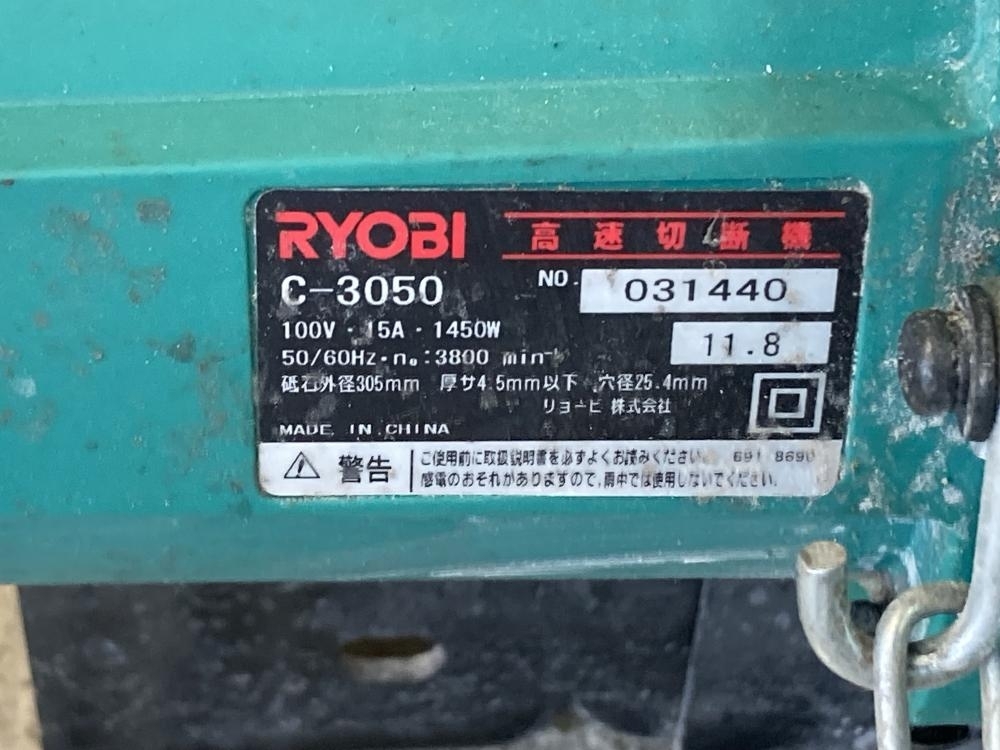 RYOBI 高速切断機
C-3050 NO. 031440
100V・15A・1450W 11.8
50/60Hz・n₀:3800 min⁻¹
砥石外径305mm 厚サ4.5mm以下 穴径25.4mm
リョービ 株式会社
MADE IN CHINA
警告 ご使用前に取扱説明書を必ずよくお読みください。 691 8690
感電のおそれがありますので,雨中では使用しないでください.